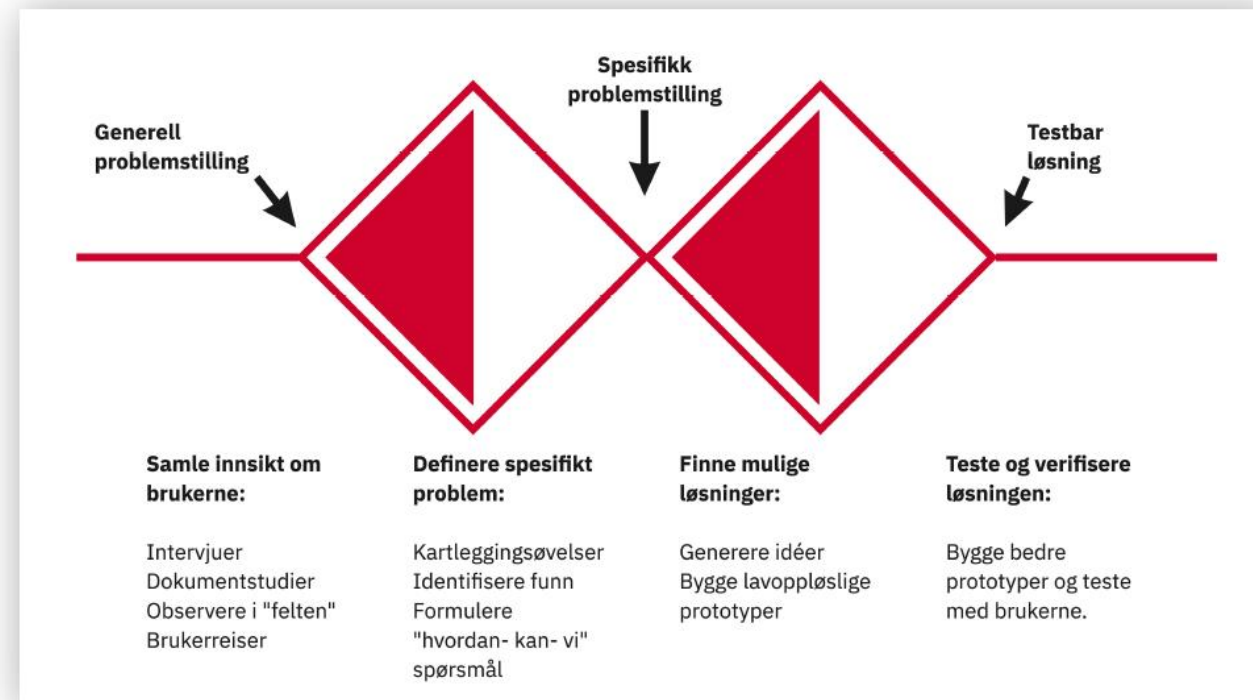 Generell
problemstilling
Spesifikk
problemstilling
Testbar
løsning
Samle innsikt om
brukerne:
Intervjuer
Dokumentstudier
Observere i "felten"
Brukerreiser
Definere spesifikt
problem:
Kartleggingsøvelser
Identifisere funn
Formulere
"hvordan- kan- vi"
spørsmål
Finne mulige
løsninger:
Generere idéer
Bygge lavoppløslige
prototyper
Teste og verifisere
løsningen:
Bygge bedre
prototyper og teste
med brukerne.